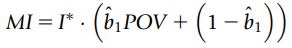 MI = I* · (b̂₁POV + (1 − b̂₁))